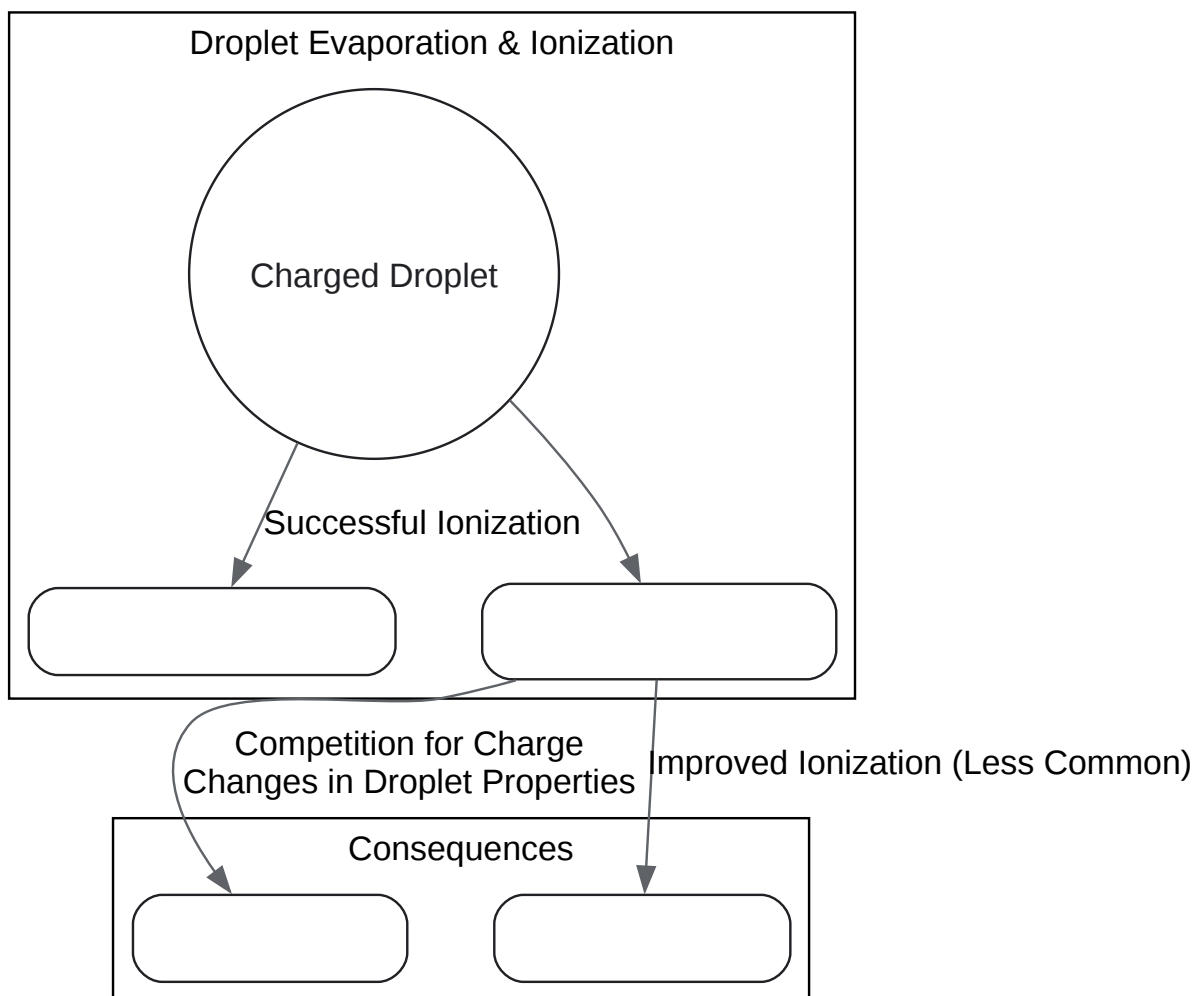 Droplet Evaporation & Ionization
Charged Droplet
Successful Ionization
Competition for Charge
Changes in Droplet Properties
Improved Ionization (Less Common)
Consequences